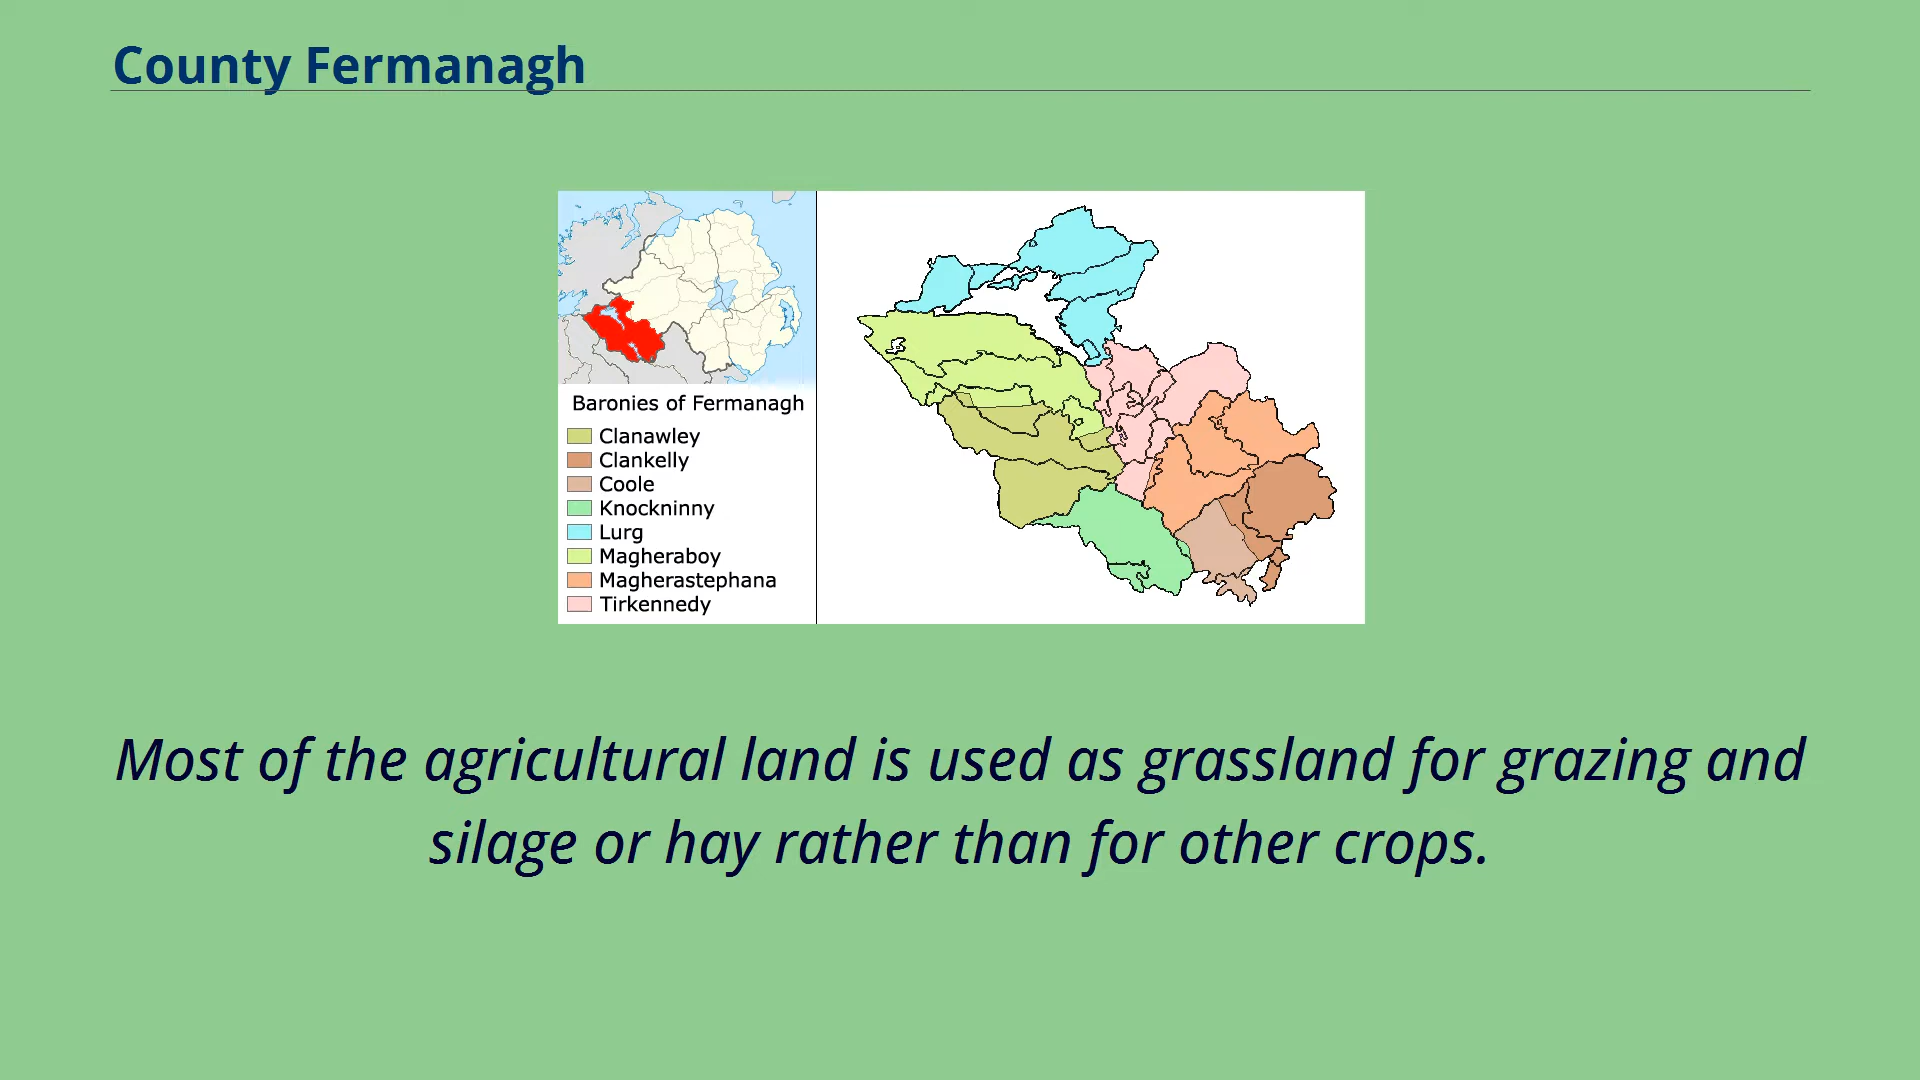 County Fermanagh
Baronies of Fermanagh
Clanawley
Clankelly
Coole
Knockninny
Lurg
Magheraboy
Magherastephana
Tirkennedy
Most of the agricultural land is used as grassland for grazing and
silage or hay rather than for other crops.